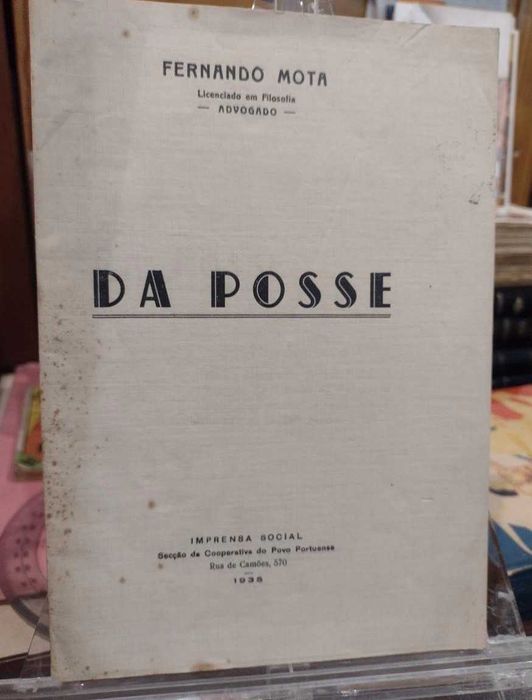 FERNANDO MOTA
Licenciado em Filosofia
— ADVOGADO —
DA POSSE
IMPRENSA SOCIAL
Secção da Cooperativa do Povo Portuense
Rua de Camões, 570
1935